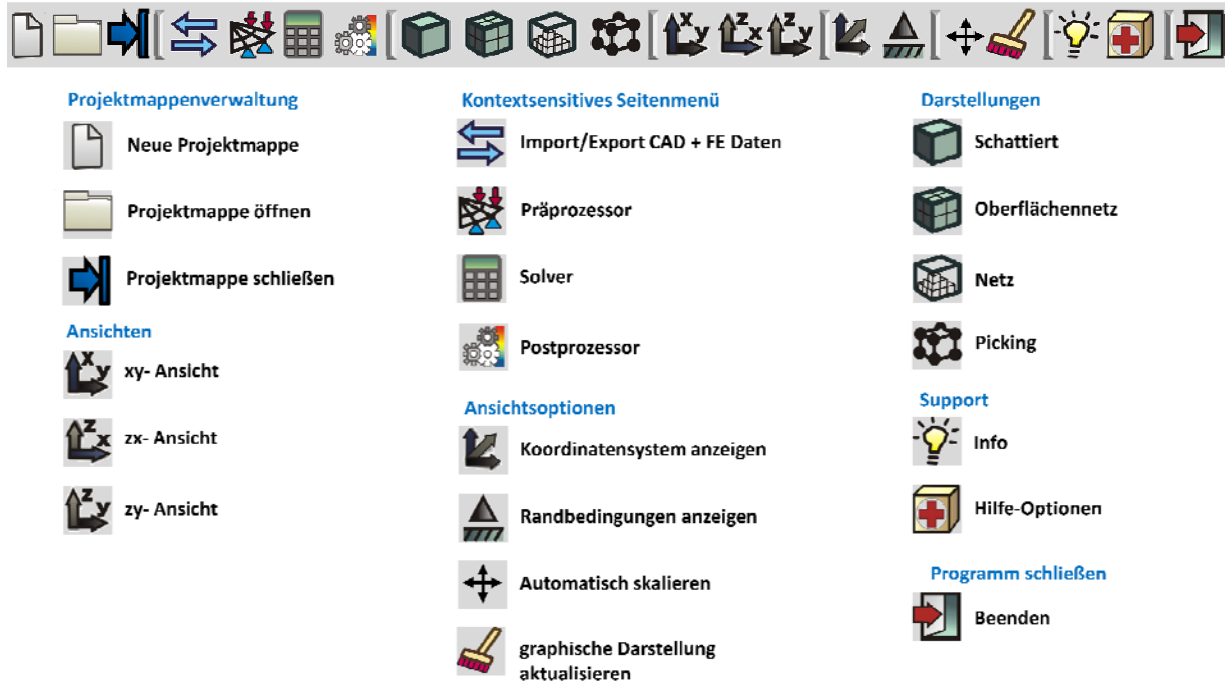 Projektmappenverwaltung
Neue Projektmappe
Projektmappe öffnen
Projektmappe schließen
Ansichten
xy- Ansicht
zx- Ansicht
zy- Ansicht
Kontextsensitives Seitenmenü
Import/Export CAD + FE Daten
Präprozessor
Solver
Postprozessor
Ansichtsoptionen
Koordinatensystem anzeigen
Randbedingungen anzeigen
Automatisch skalieren
graphische Darstellung
aktualisieren
Darstellungen
Schattiert
Oberflächennetz
Netz
Picking
Support
Info
Hilfe-Optionen
Programm schließen
Beenden